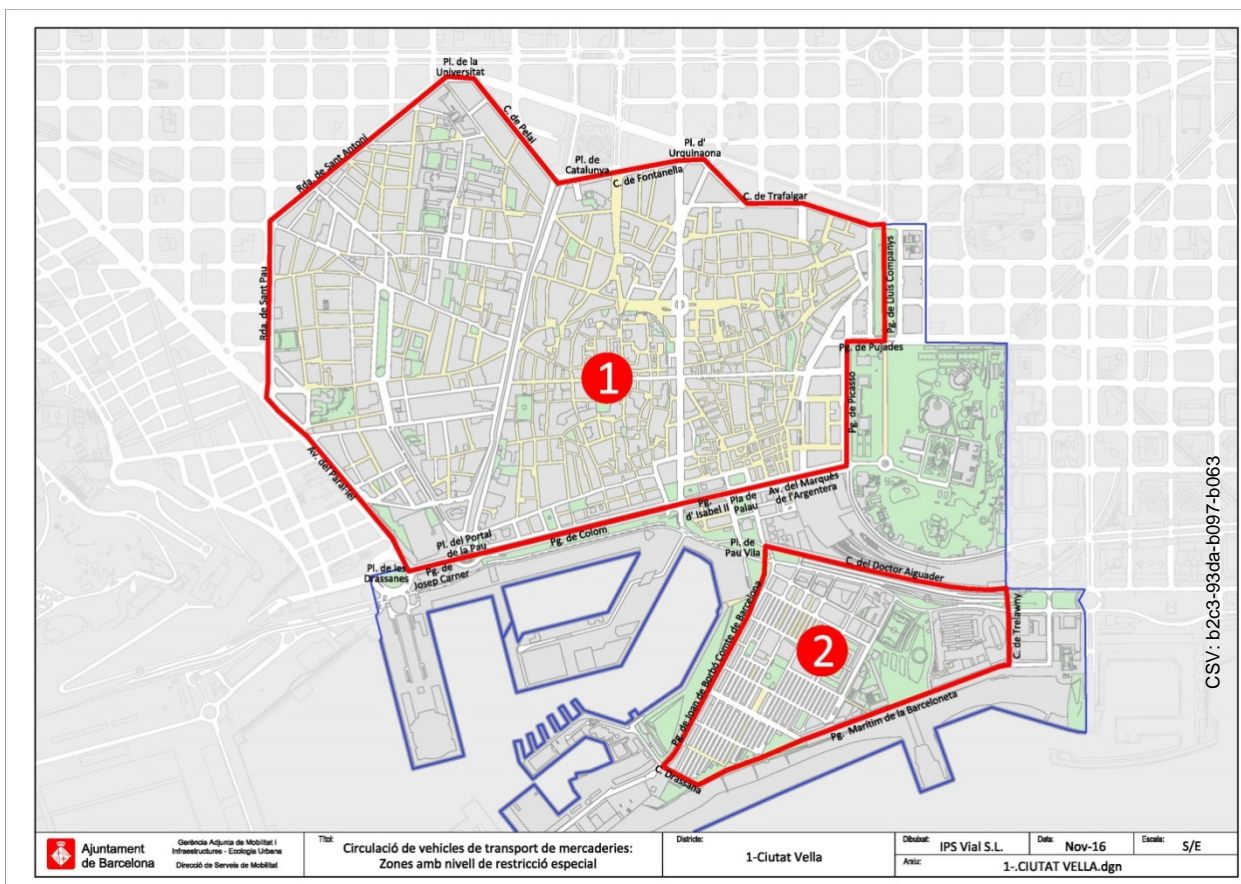 Pl. de la
Universitat
C. de Pelai
Rda. de Sant Antoni
Pl. de
Catalunya
C. de Fontanella
Pl. d'
Urquinaona
C. de Trafalgar
Rda. de Sant Pau
Pg. de Lluís Companys
Pg. de Pujades
Pg. de Picasso
1
Av. del Paral·lel
Av. del Marquès
de l'Argentera
Pla de
Palau
Pg.
d' Isabel II
Pg. de Colom
Pl. del Portal
de la Pau
Pl. de les
Drassanes
Pg. de
Josep Carner
Pl. de
Pau Vila
C. del Doctor Aiguader
C. de Trelawny
Pg. de Joan de Borbó Comte de Barcelona
2
Pg. Marítim de la Barceloneta
C. Drassana
CSV: b2c3-93da-b097-b063
Ajuntament
de Barcelona
Gerència Adjunta de Mobilitat i
Infraestructures - Ecologia Urbana
Direcció de Serveis de Mobilitat
Títol:
Circulació de vehicles de transport de mercaderies:
Zones amb nivell de restricció especial
Districte:
1-Ciutat Vella
Dibuixat:
IPS Vial S.L.
Data:
Nov-16
Escala:
S/E
Arxiu:
1-.CIUTAT VELLA.dgn